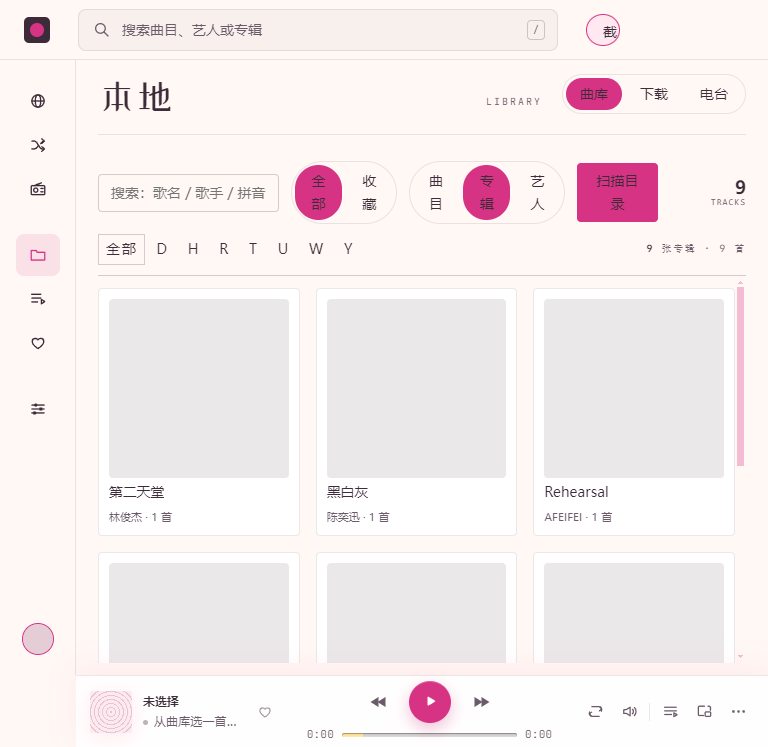 搜索曲目、艺人或专辑
/
截
本地
LIBRARY
曲库
下载
电台
搜索: 歌名 / 歌手 / 拼音
全部
收藏
曲目
专辑
艺人
扫描目录
9
TRACKS
全部 D H R T U W Y
9 张专辑 · 9 首
第二天堂
林俊杰 · 1 首
黑白灰
陈奕迅 · 1 首
Rehearsal
AFEIFEI · 1 首
未选择
从曲库选一首...
0:00
0:00